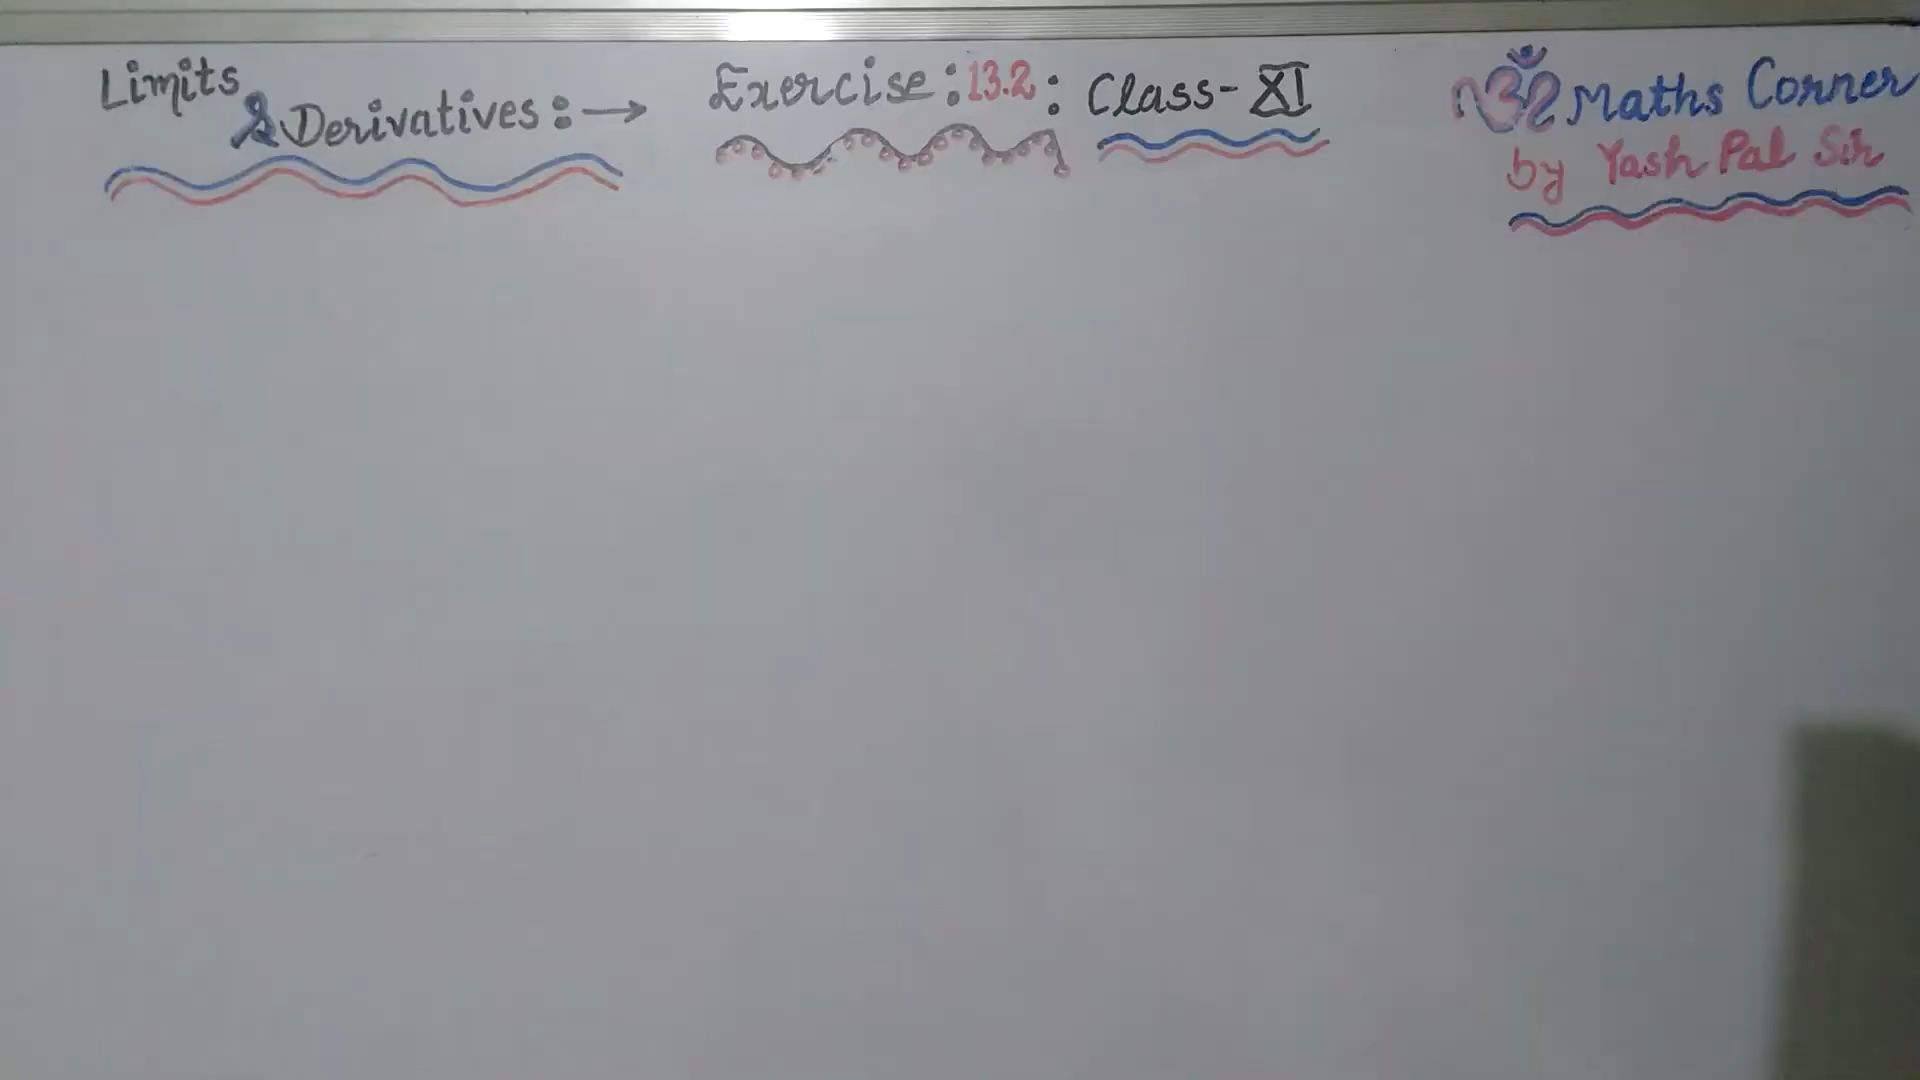 Limits
& Derivatives :→
Exercise : 13.2 : Class - XI
ॐ Maths Corner
by Yash Pal Sir